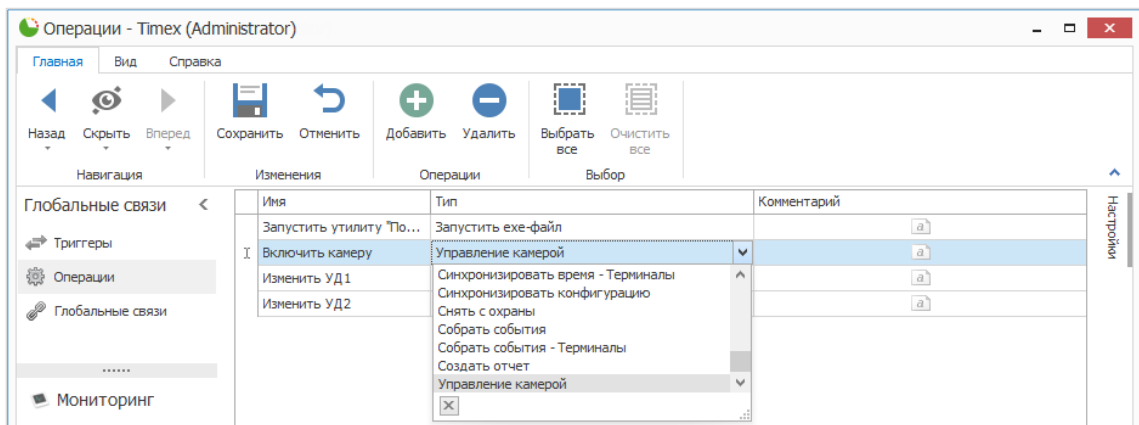 Операции - Timex (Administrator)
Главная Вид Справка
Назад Скрыть Вперед Сохранить Отменить Добавить Удалить Выбрать все Очистить все
Навигация Изменения Операции Выбор
Глобальные связи
Триггеры
Операции
Глобальные связи
Мониторинг
Имя Тип Комментарий
Запустить утилиту "По... Запустить exe-файл
Включить камеру Управление камерой
Изменить УД1
Изменить УД2
Синхронизировать время - Терминалы
Синхронизировать конфигурацию
Снять с охраны
Собрать события
Собрать события - Терминалы
Создать отчет
Управление камерой
Настройки